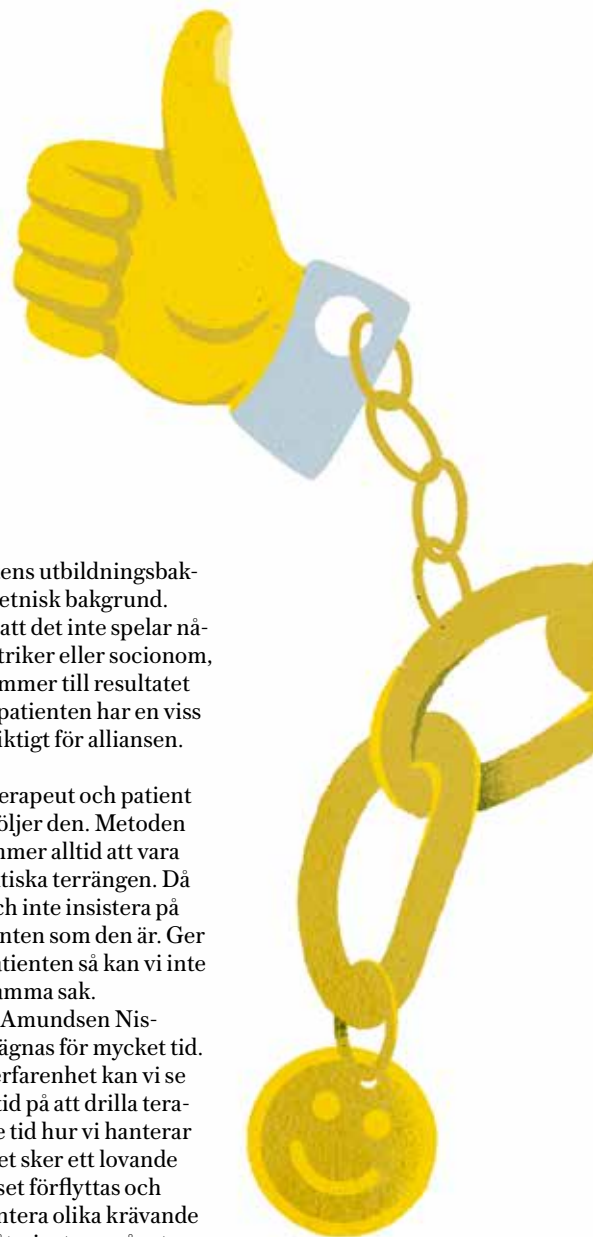 ens utbildningsbak-
etnisk bakgrund.
att det inte spelar nå-
triker eller socionom,
mmer till resultatet
patienten har en viss
iktigt för alliansen.
erapeut och patient
öljer den. Metoden
mmer alltid att vara
tiska terrängen. Då
ch inte insistera på
nten som den är. Ger
atienten så kan vi inte
amma sak.
Amundsen Nis-
ägnas för mycket tid.
erfarenhet kan vi se
tid på att drilla tera-
e tid hur vi hanterar
et sker ett lovande
set förflyttas och
ntera olika krävande